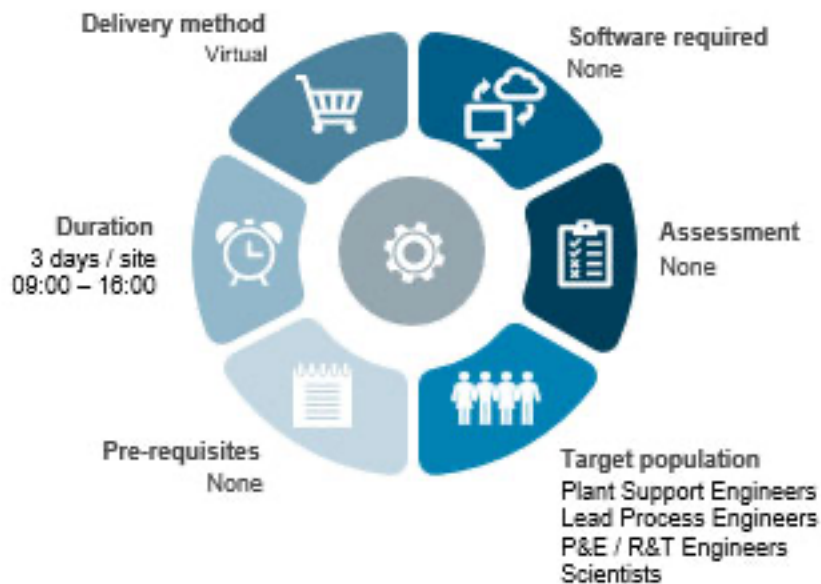 Delivery method
Virtual
Software required
None
Duration
3 days / site
09:00 – 16:00
Assessment
None
Pre-requisites
None
Target population
Plant Support Engineers
Lead Process Engineers
P&E / R&T Engineers
Scientists